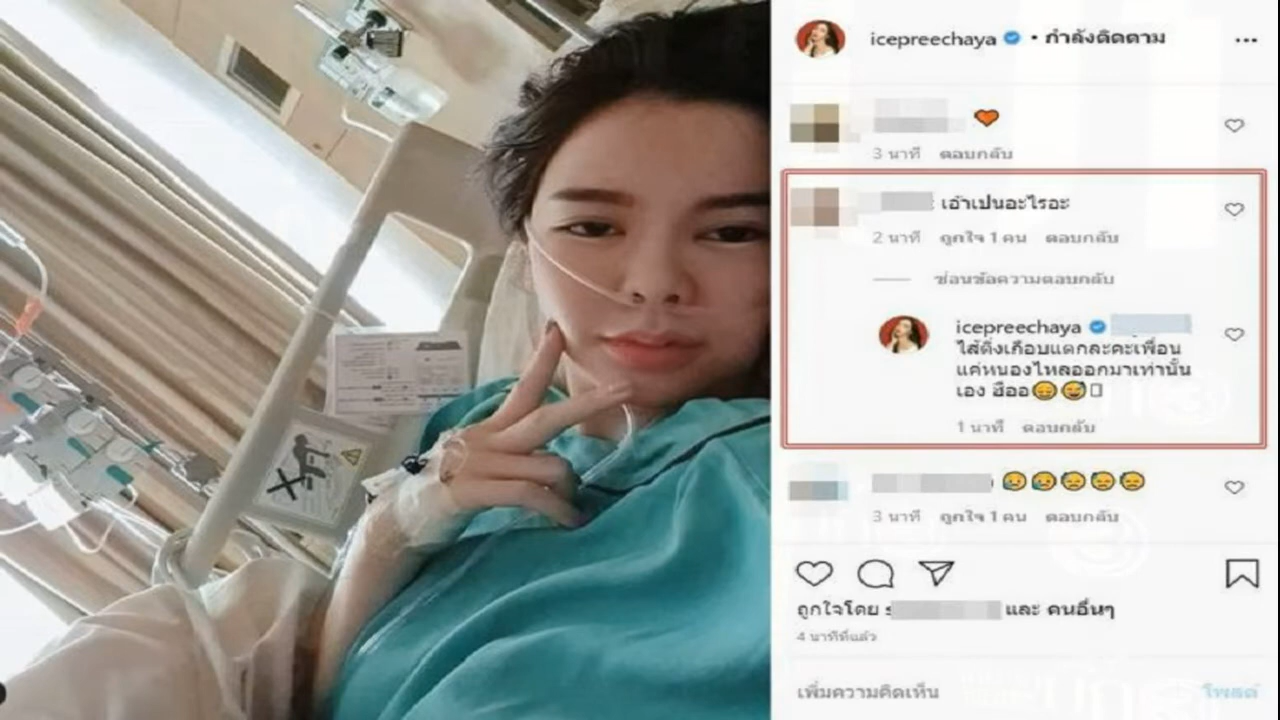 icepreechaya • กำลังติดตาม
3 นาที ตอบกลับ
เอ้าเปนอะไรอะ
2 นาที ถูกใจ 1 คน ตอบกลับ
ซ่อนข้อความตอบกลับ
icepreechaya
ไส้ติ่งเกือบแตกละคะเพื่อน
แค่หนองไหลออกมาเท่านั้น
เอง ฮืออ😔😅
1 นาที ตอบกลับ
😥😥😓😓😓
3 นาที ถูกใจ 1 คน ตอบกลับ
ถูกใจโดย s และ คนอื่นๆ
4 นาทีที่แล้ว
เพิ่มความคิดเห็น
โพสต์